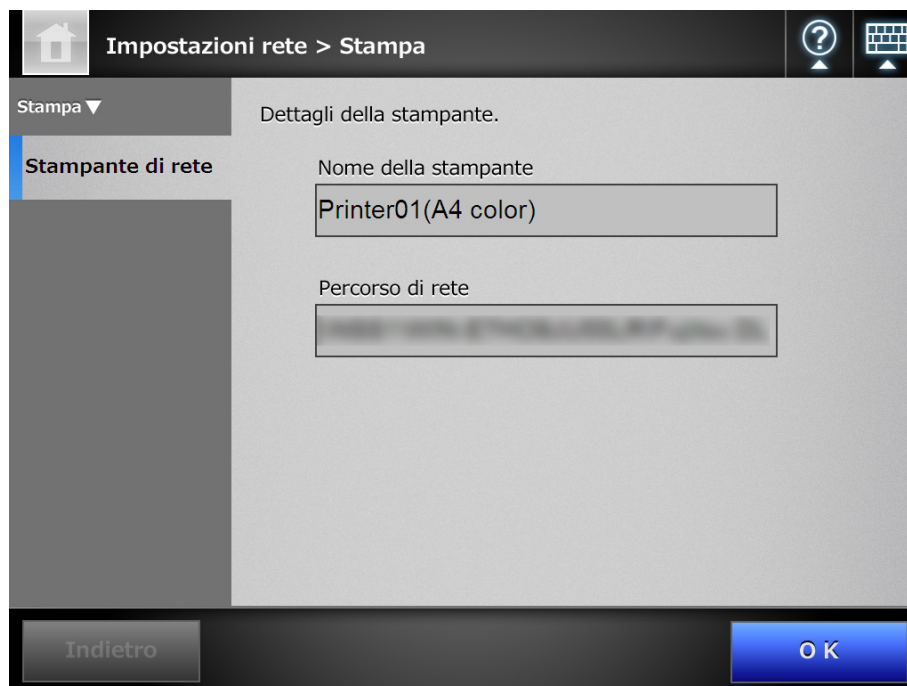 Impostazioni rete > Stampa
Stampa
Dettagli della stampante.
Stampante di rete
Nome della stampante
Printer01(A4 color)
Percorso di rete
Indietro
OK